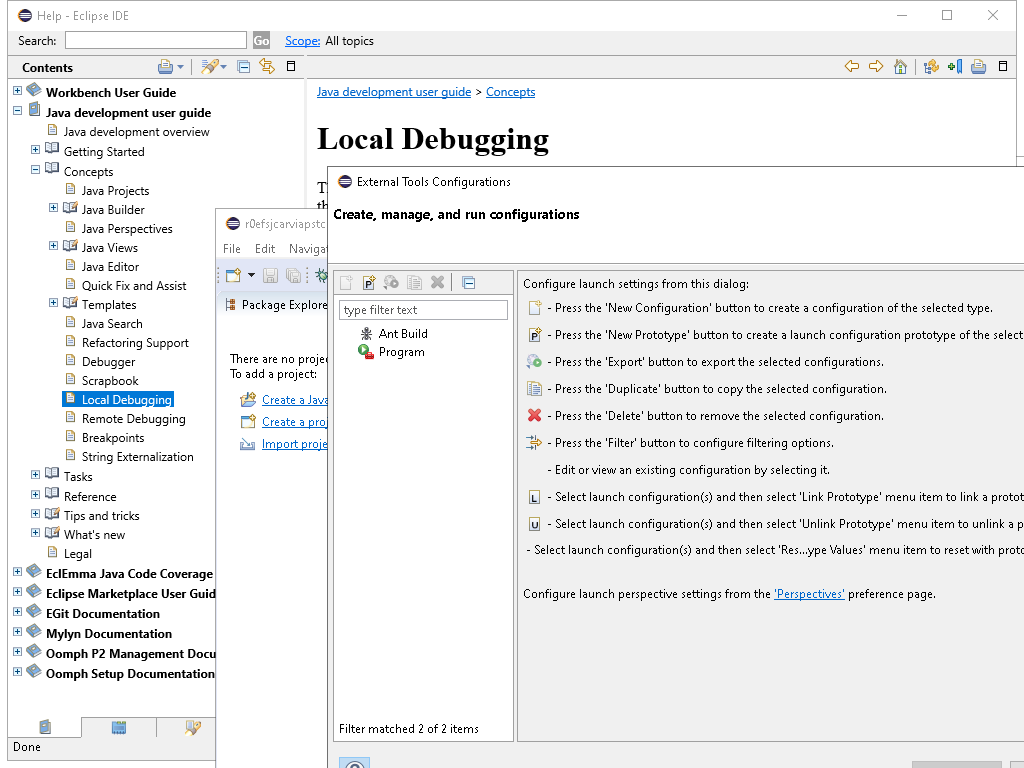 Help - Eclipse IDE
Search:
Go
Scope: All topics
Contents
Workbench User Guide
Java development user guide
Java development overview
Getting Started
Concepts
Java Projects
Java Builder
Java Perspectives
Java Views
Java Editor
Quick Fix and Assist
Templates
Java Search
Refactoring Support
Debugger
Scrapbook
Local Debugging
Remote Debugging
Breakpoints
String Externalization
Tasks
Reference
Tips and tricks
What's new
Legal
EclEmma Java Code Coverage
Eclipse Marketplace User Guid
EGit Documentation
Mylyn Documentation
Oomph P2 Management Docu
Oomph Setup Documentation
Done
Java development user guide > Concepts
Local Debugging
r0efsjcarviapstc
File Edit Navigat
Package Explore
There are no projec
To add a project:
Create a Java
Create a proj
Import proje
External Tools Configurations
Create, manage, and run configurations
type filter text
Ant Build
Program
Filter matched 2 of 2 items
Configure launch settings from this dialog:
- Press the 'New Configuration' button to create a configuration of the selected type.
- Press the 'New Prototype' button to create a launch configuration prototype of the select
- Press the 'Export' button to export the selected configurations.
- Press the 'Duplicate' button to copy the selected configuration.
- Press the 'Delete' button to remove the selected configuration.
- Press the 'Filter' button to configure filtering options.
- Edit or view an existing configuration by selecting it.
L - Select launch configuration(s) and then select 'Link Prototype' menu item to link a protot
U - Select launch configuration(s) and then select 'Unlink Prototype' menu item to unlink a p
- Select launch configuration(s) and then select 'Res...ype Values' menu item to reset with proto
Configure launch perspective settings from the 'Perspectives' preference page.